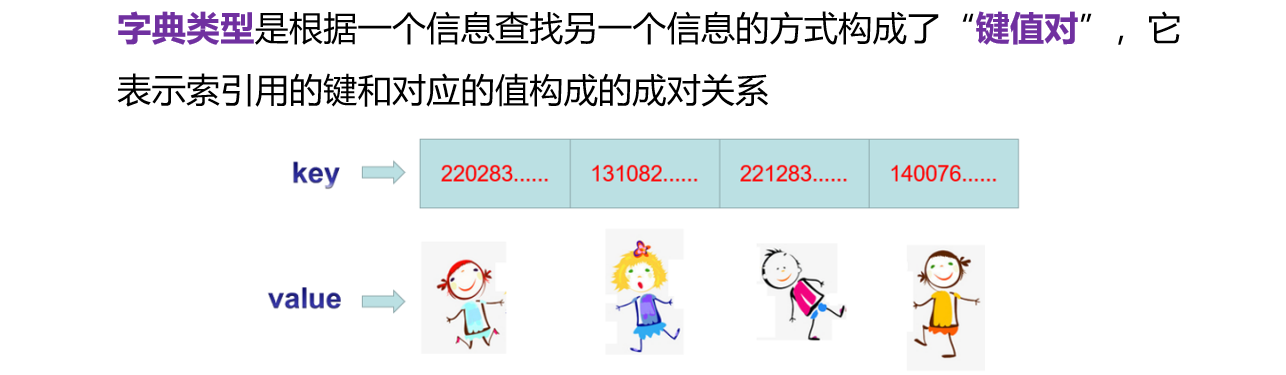 字典类型是根据一个信息查找另一个信息的方式构成了“键值对”，它
表示索引用的键和对应的值构成的成对关系
key 220283...... 131082...... 221283...... 140076......
value